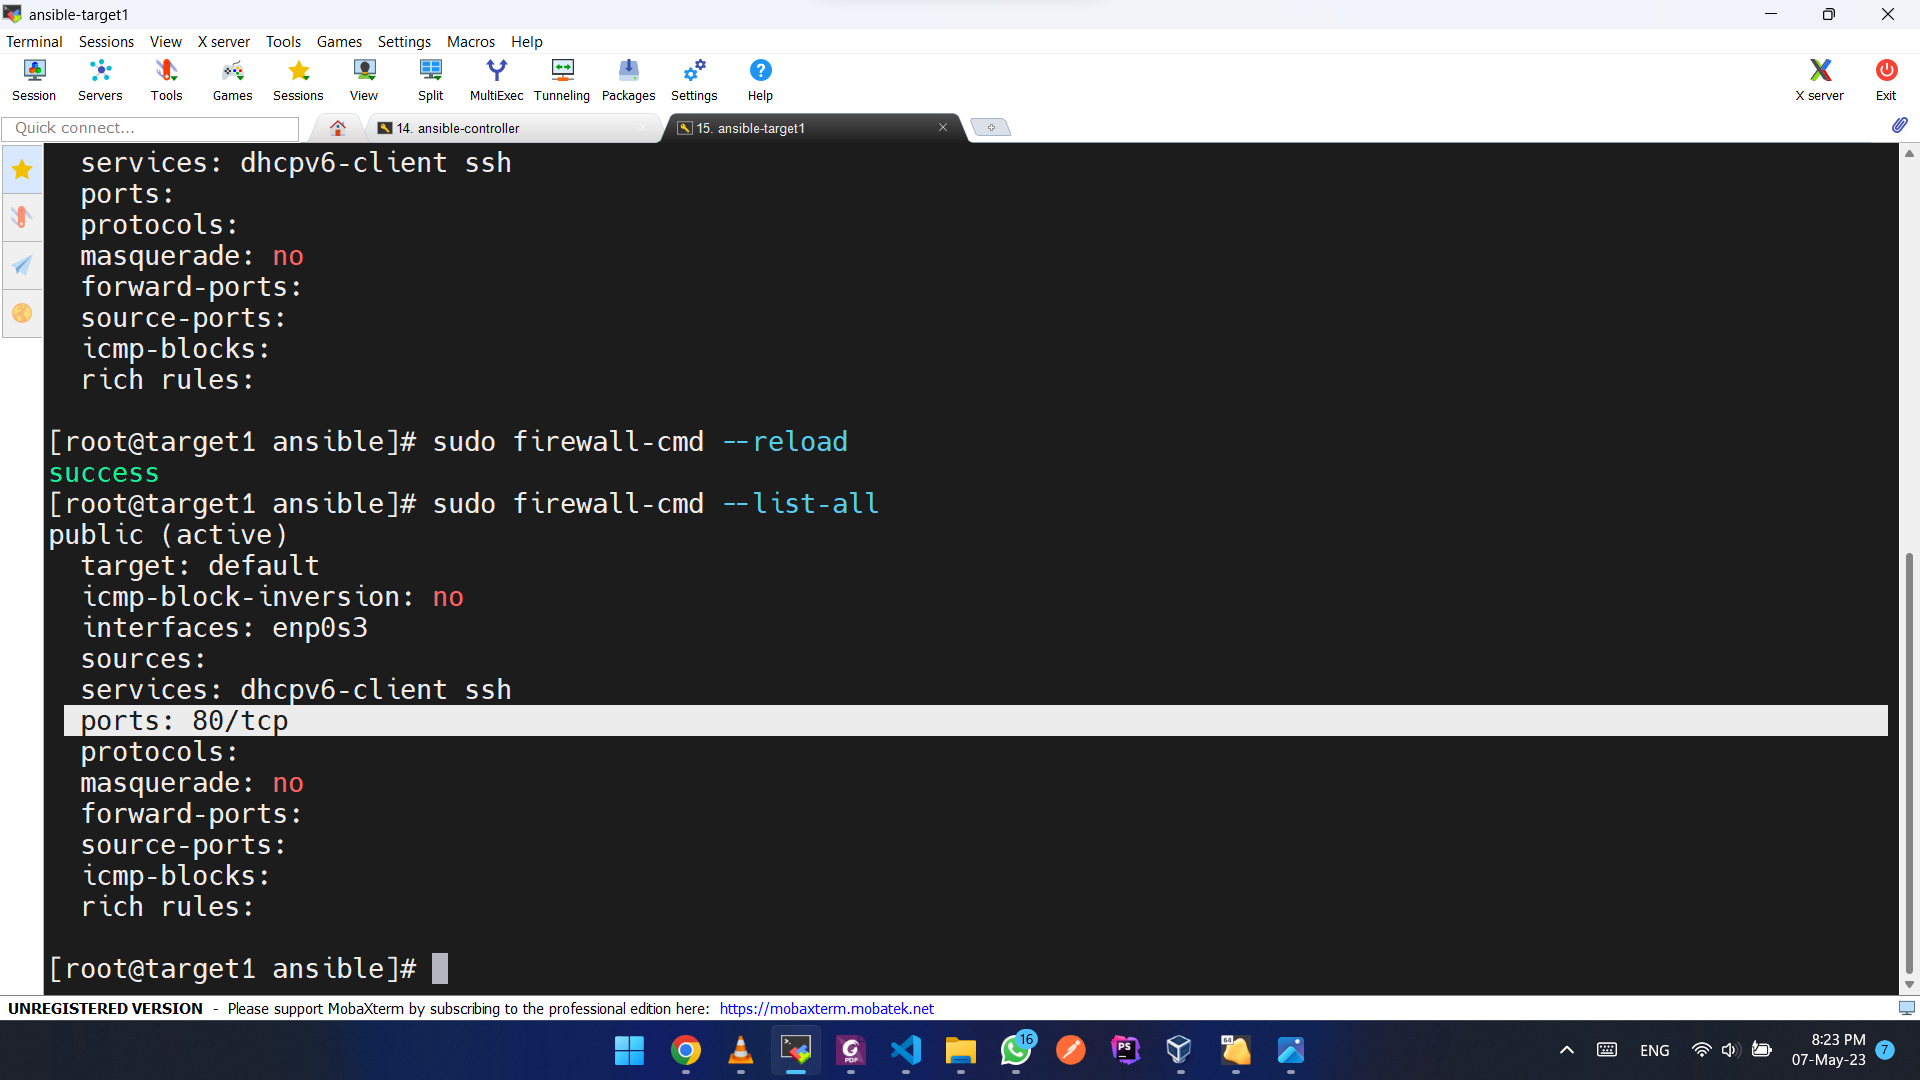 ansible-target1
Terminal Sessions View X server Tools Games Settings Macros Help
Session Servers Tools Games Sessions View Split MultiExec Tunneling Packages Settings Help X server Exit
Quick connect... 14. ansible-controller 15. ansible-target1
services: dhcpv6-client ssh
ports:
protocols:
masquerade: no
forward-ports:
source-ports:
icmp-blocks:
rich rules:
[root@target1 ansible]# sudo firewall-cmd --reload
success
[root@target1 ansible]# sudo firewall-cmd --list-all
public (active)
target: default
icmp-block-inversion: no
interfaces: enp0s3
sources:
services: dhcpv6-client ssh
ports: 80/tcp
protocols:
masquerade: no
forward-ports:
source-ports:
icmp-blocks:
rich rules:
[root@target1 ansible]#
UNREGISTERED VERSION - Please support MobaXterm by subscribing to the professional edition here: https://mobaxterm.mobatek.net
PDF 16 PS 64 ENG 8:23 PM 7
07-May-23